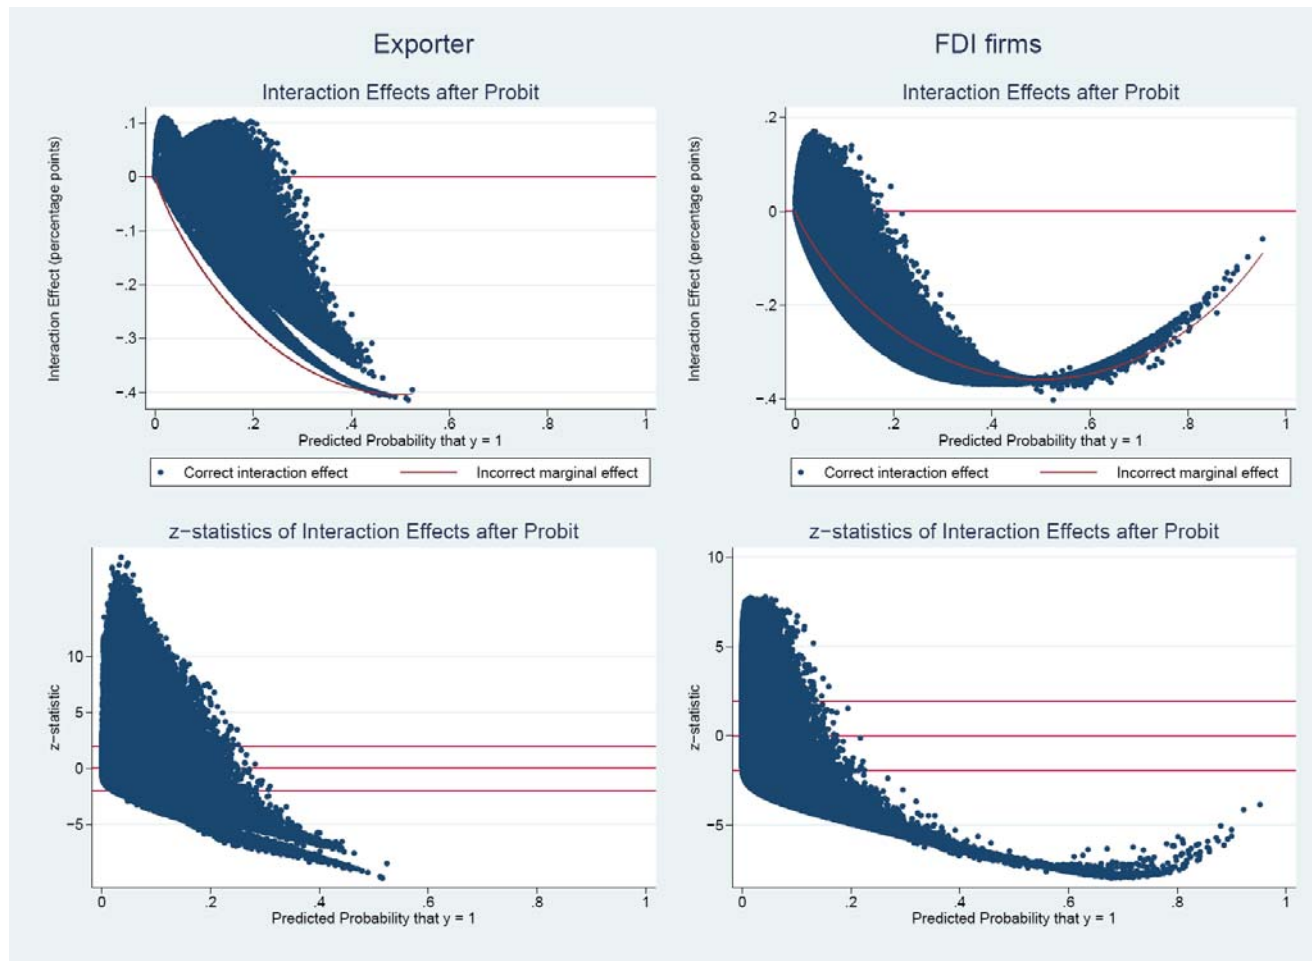 Exporter
FDI firms
Interaction Effects after Probit
Interaction Effect (percentage points)
.1
0
−.1
−.2
−.3
−.4
0 .2 .4 .6 .8 1
Predicted Probability that y = 1
Correct interaction effect Incorrect marginal effect
Interaction Effects after Probit
Interaction Effect (percentage points)
.2
0
−.2
−.4
0 .2 .4 .6 .8 1
Predicted Probability that y = 1
Correct interaction effect Incorrect marginal effect
z−statistics of Interaction Effects after Probit
z−statistic
10
5
0
−5
0 .2 .4 .6 .8 1
Predicted Probability that y = 1
z−statistics of Interaction Effects after Probit
z−statistic
10
5
0
−5
0 .2 .4 .6 .8 1
Predicted Probability that y = 1